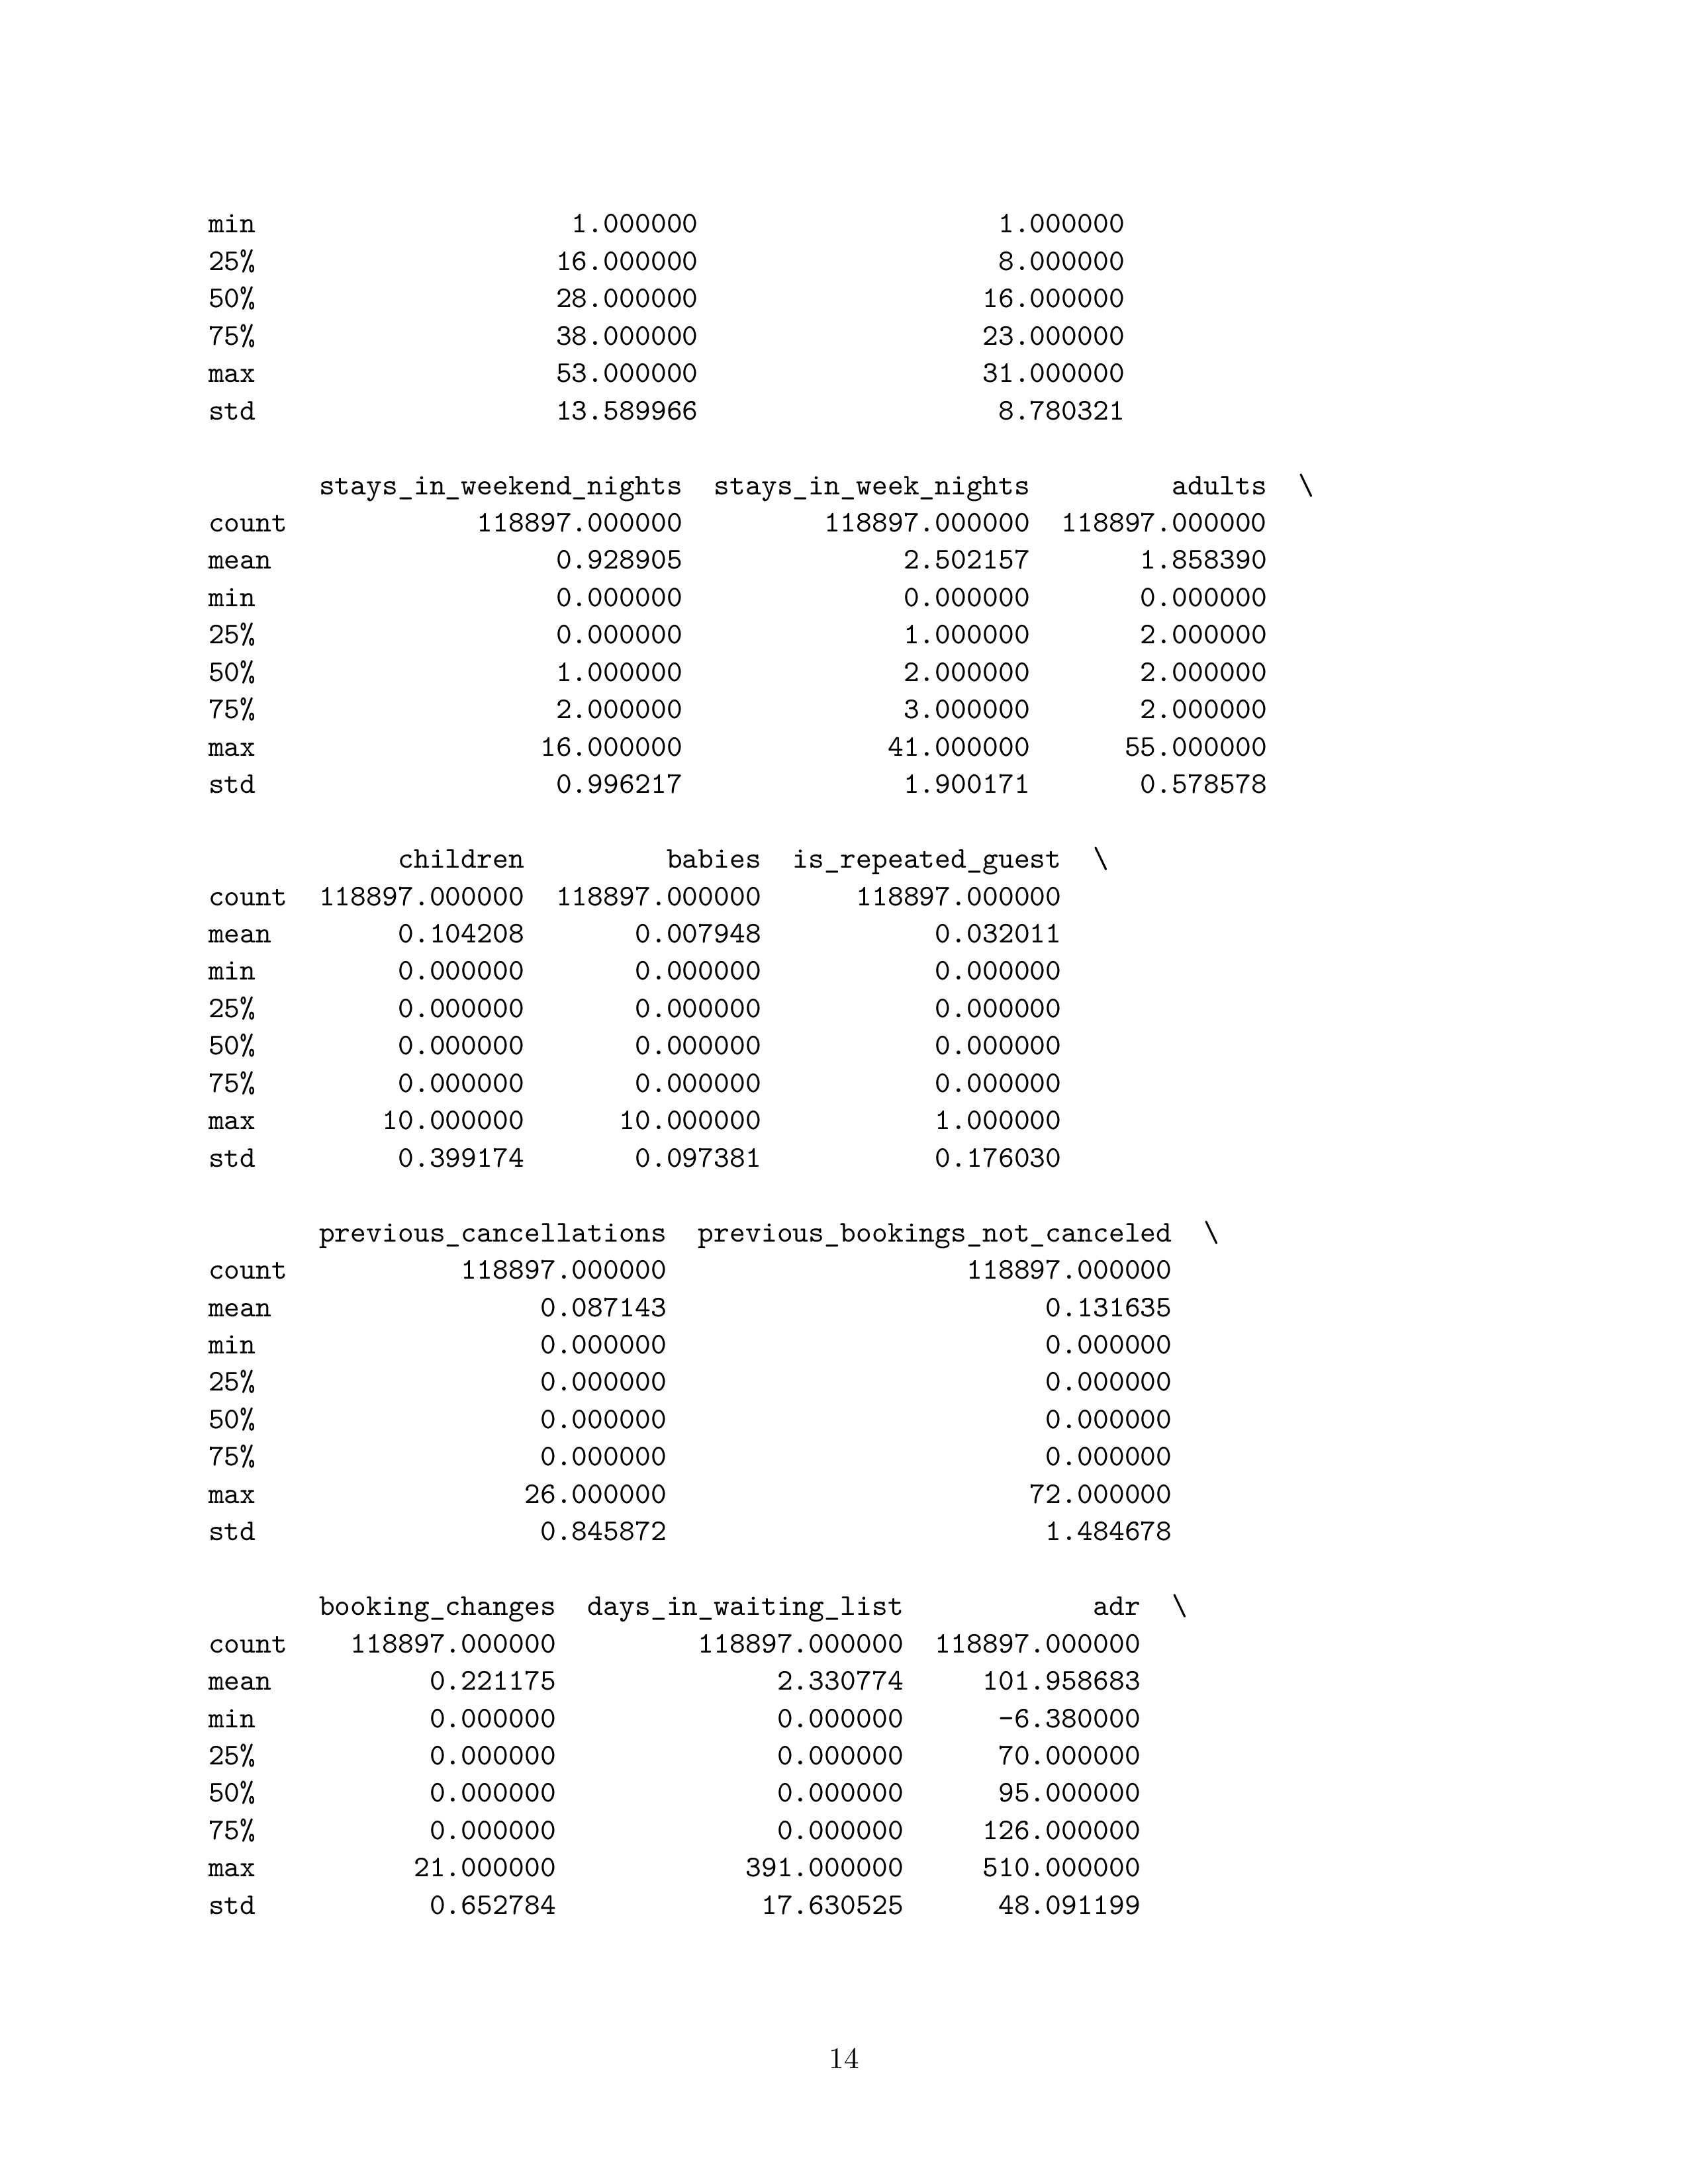 min                    1.000000                   1.000000
25%                   16.000000                   8.000000
50%                   28.000000                  16.000000
75%                   38.000000                  23.000000
max                   53.000000                  31.000000
std                   13.589966                   8.780321
       stays_in_weekend_nights  stays_in_week_nights         adults  \
count            118897.000000         118897.000000  118897.000000
mean                  0.928905              2.502157       1.858390
min                   0.000000              0.000000       0.000000
25%                   0.000000              1.000000       2.000000
50%                   1.000000              2.000000       2.000000
75%                   2.000000              3.000000       2.000000
max                  16.000000             41.000000      55.000000
std                   0.996217              1.900171       0.578578
            children         babies  is_repeated_guest  \
count  118897.000000  118897.000000      118897.000000
mean        0.104208       0.007948           0.032011
min         0.000000       0.000000           0.000000
25%         0.000000       0.000000           0.000000
50%         0.000000       0.000000           0.000000
75%         0.000000       0.000000           0.000000
max        10.000000      10.000000           1.000000
std         0.399174       0.097381           0.176030
       previous_cancellations  previous_bookings_not_canceled  \
count           118897.000000                   118897.000000
mean                 0.087143                        0.131635
min                  0.000000                        0.000000
25%                  0.000000                        0.000000
50%                  0.000000                        0.000000
75%                  0.000000                        0.000000
max                 26.000000                       72.000000
std                  0.845872                        1.484678
       booking_changes  days_in_waiting_list            adr  \
count    118897.000000         118897.000000  118897.000000
mean          0.221175              2.330774     101.958683
min           0.000000              0.000000      -6.380000
25%           0.000000              0.000000      70.000000
50%           0.000000              0.000000      95.000000
75%           0.000000              0.000000     126.000000
max          21.000000            391.000000     510.000000
std           0.652784             17.630525      48.091199
14